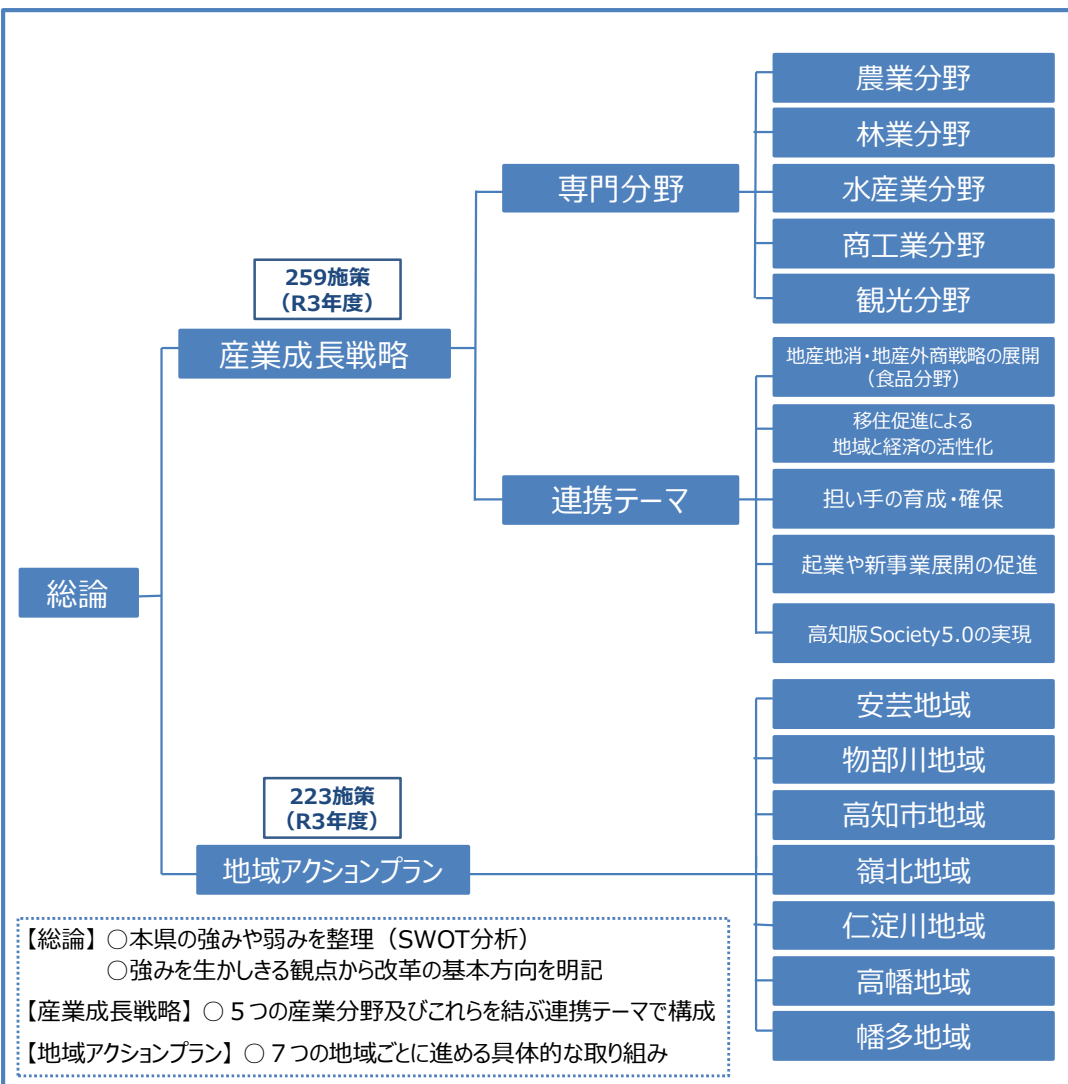 総論
259施策
（R3年度）
産業成長戦略
専門分野
農業分野
林業分野
水産業分野
商工業分野
観光分野
連携テーマ
地産地消・地産外商戦略の展開
（食品分野）
移住促進による
地域と経済の活性化
担い手の育成・確保
起業や新事業展開の促進
高知版Society5.0の実現
223施策
（R3年度）
地域アクションプラン
安芸地域
物部川地域
高知市地域
嶺北地域
仁淀川地域
高幡地域
幡多地域
【総論】○本県の強みや弱みを整理（SWOT分析）
○強みを生かしきる観点から改革の基本方向を明記
【産業成長戦略】○５つの産業分野及びこれらを結ぶ連携テーマで構成
【地域アクションプラン】○７つの地域ごとに進める具体的な取り組み